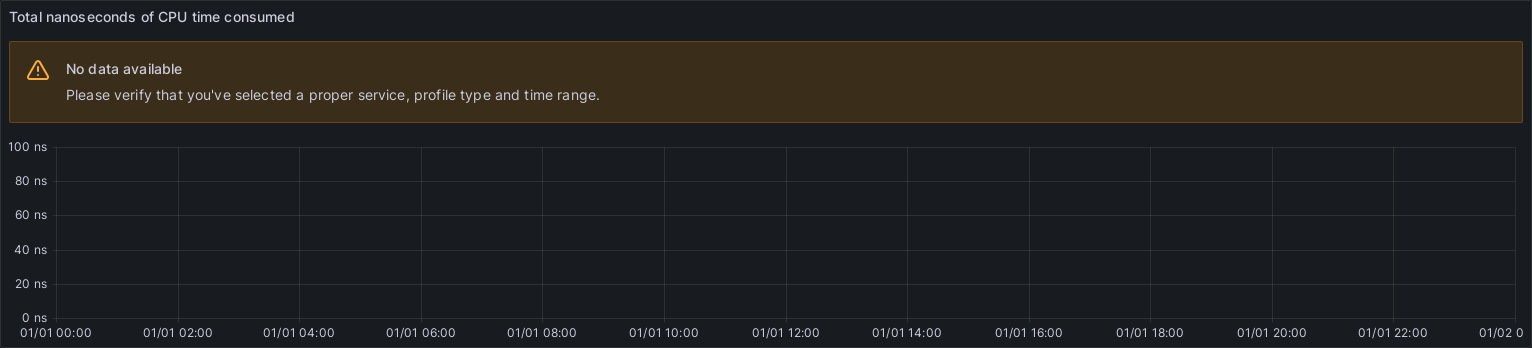 Total nanoseconds of CPU time consumed
No data available
Please verify that you've selected a proper service, profile type and time range.
100 ns
80 ns
60 ns
40 ns
20 ns
0 ns
01/01 00:00 01/01 02:00 01/01 04:00 01/01 06:00 01/01 08:00 01/01 10:00 01/01 12:00 01/01 14:00 01/01 16:00 01/01 18:00 01/01 20:00 01/01 22:00 01/02 0